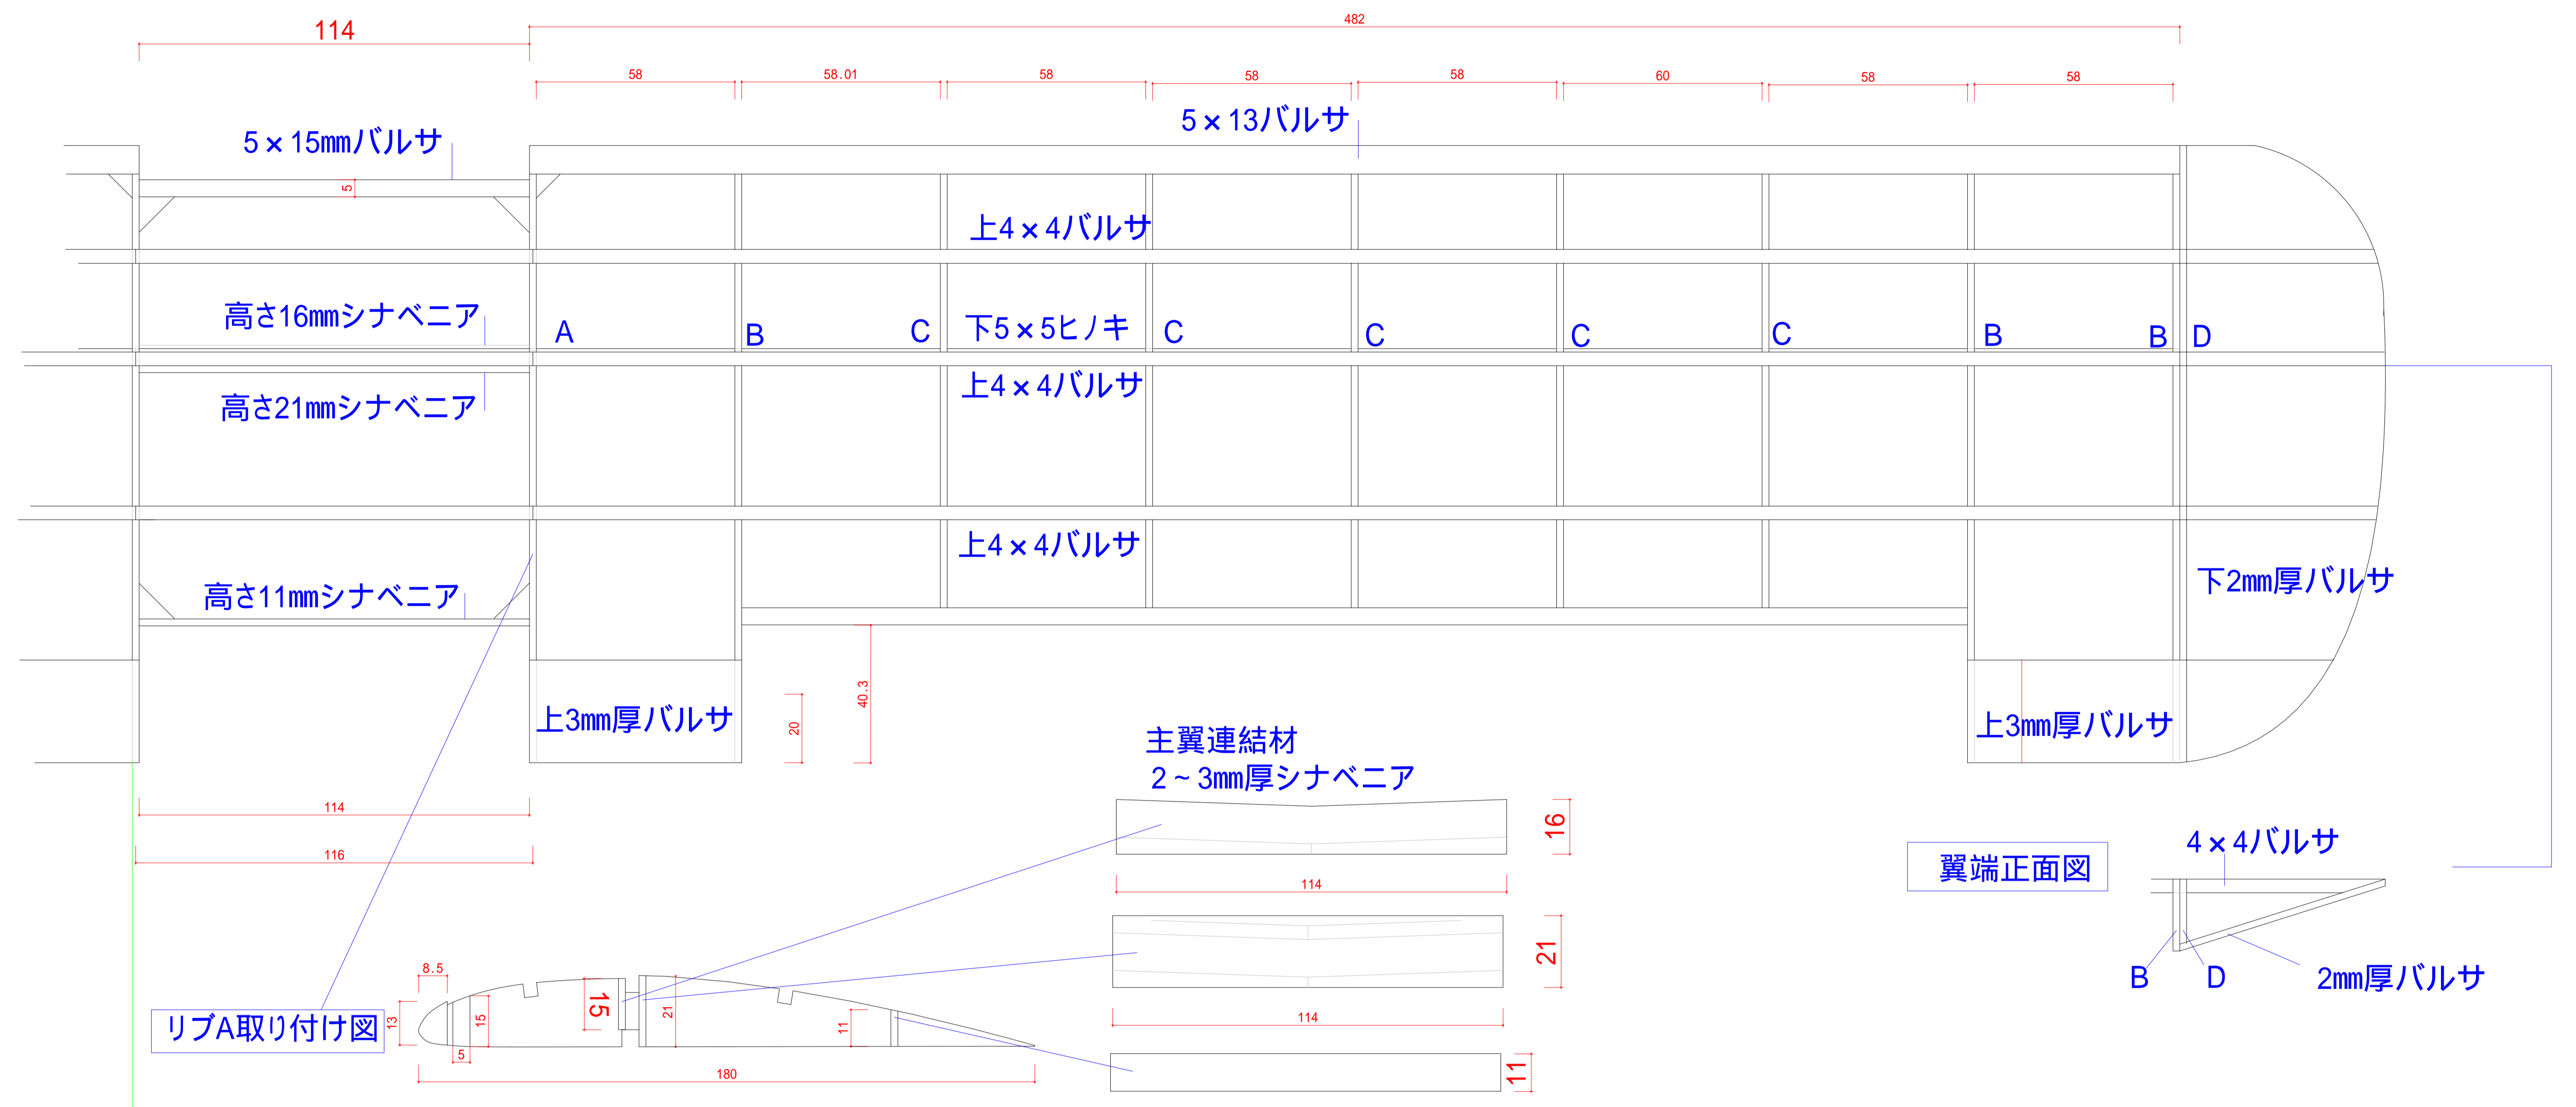 114
482
58
58.01
58
58
58
60
58
58
5×15mmバルサ
5×13バルサ
5
上4×4バルサ
高さ16mmシナベニア
A
B
C
下5×5ヒノキ
C
C
C
C
B
B
D
高さ21mmシナベニア
上4×4バルサ
上4×4バルサ
高さ11mmシナベニア
下2mm厚バルサ
上3mm厚バルサ
20
40.3
上3mm厚バルサ
主翼連結材
2~3mm厚シナベニア
114
116
16
114
翼端正面図
4×4バルサ
B
D
2mm厚バルサ
21
114
11
リブA取り付け図
8.5
13
15
5
15
21
11
180